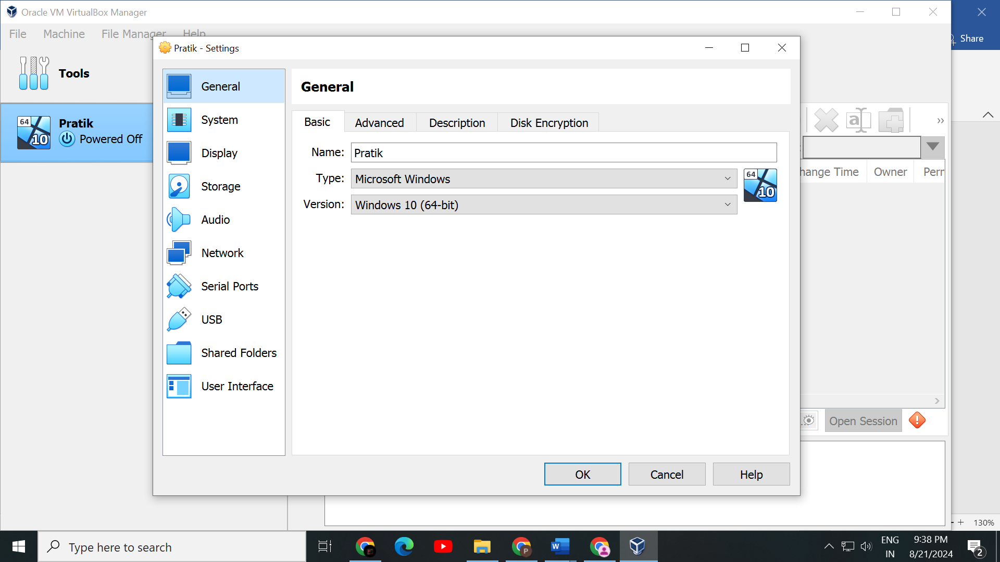 Oracle VM VirtualBox Manager
File Machine File Manager Help
Share
Pratik - Settings
Tools
64
10
Pratik
Powered Off
General
System
Display
Storage
Audio
Network
Serial Ports
USB
Shared Folders
User Interface
General
Basic Advanced Description Disk Encryption
Name: Pratik
Type: Microsoft Windows
Version: Windows 10 (64-bit)
64
10
a
»
hange Time Owner Perr
Open Session
OK Cancel Help
130%
Type here to search
P
W
ENG
IN
9:38 PM
8/21/2024
2